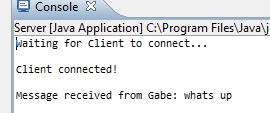 Console
Server [Java Application] C:\Program Files\Java\j
Waiting for Client to connect...
Client connected!
Message received from Gabe: whats up